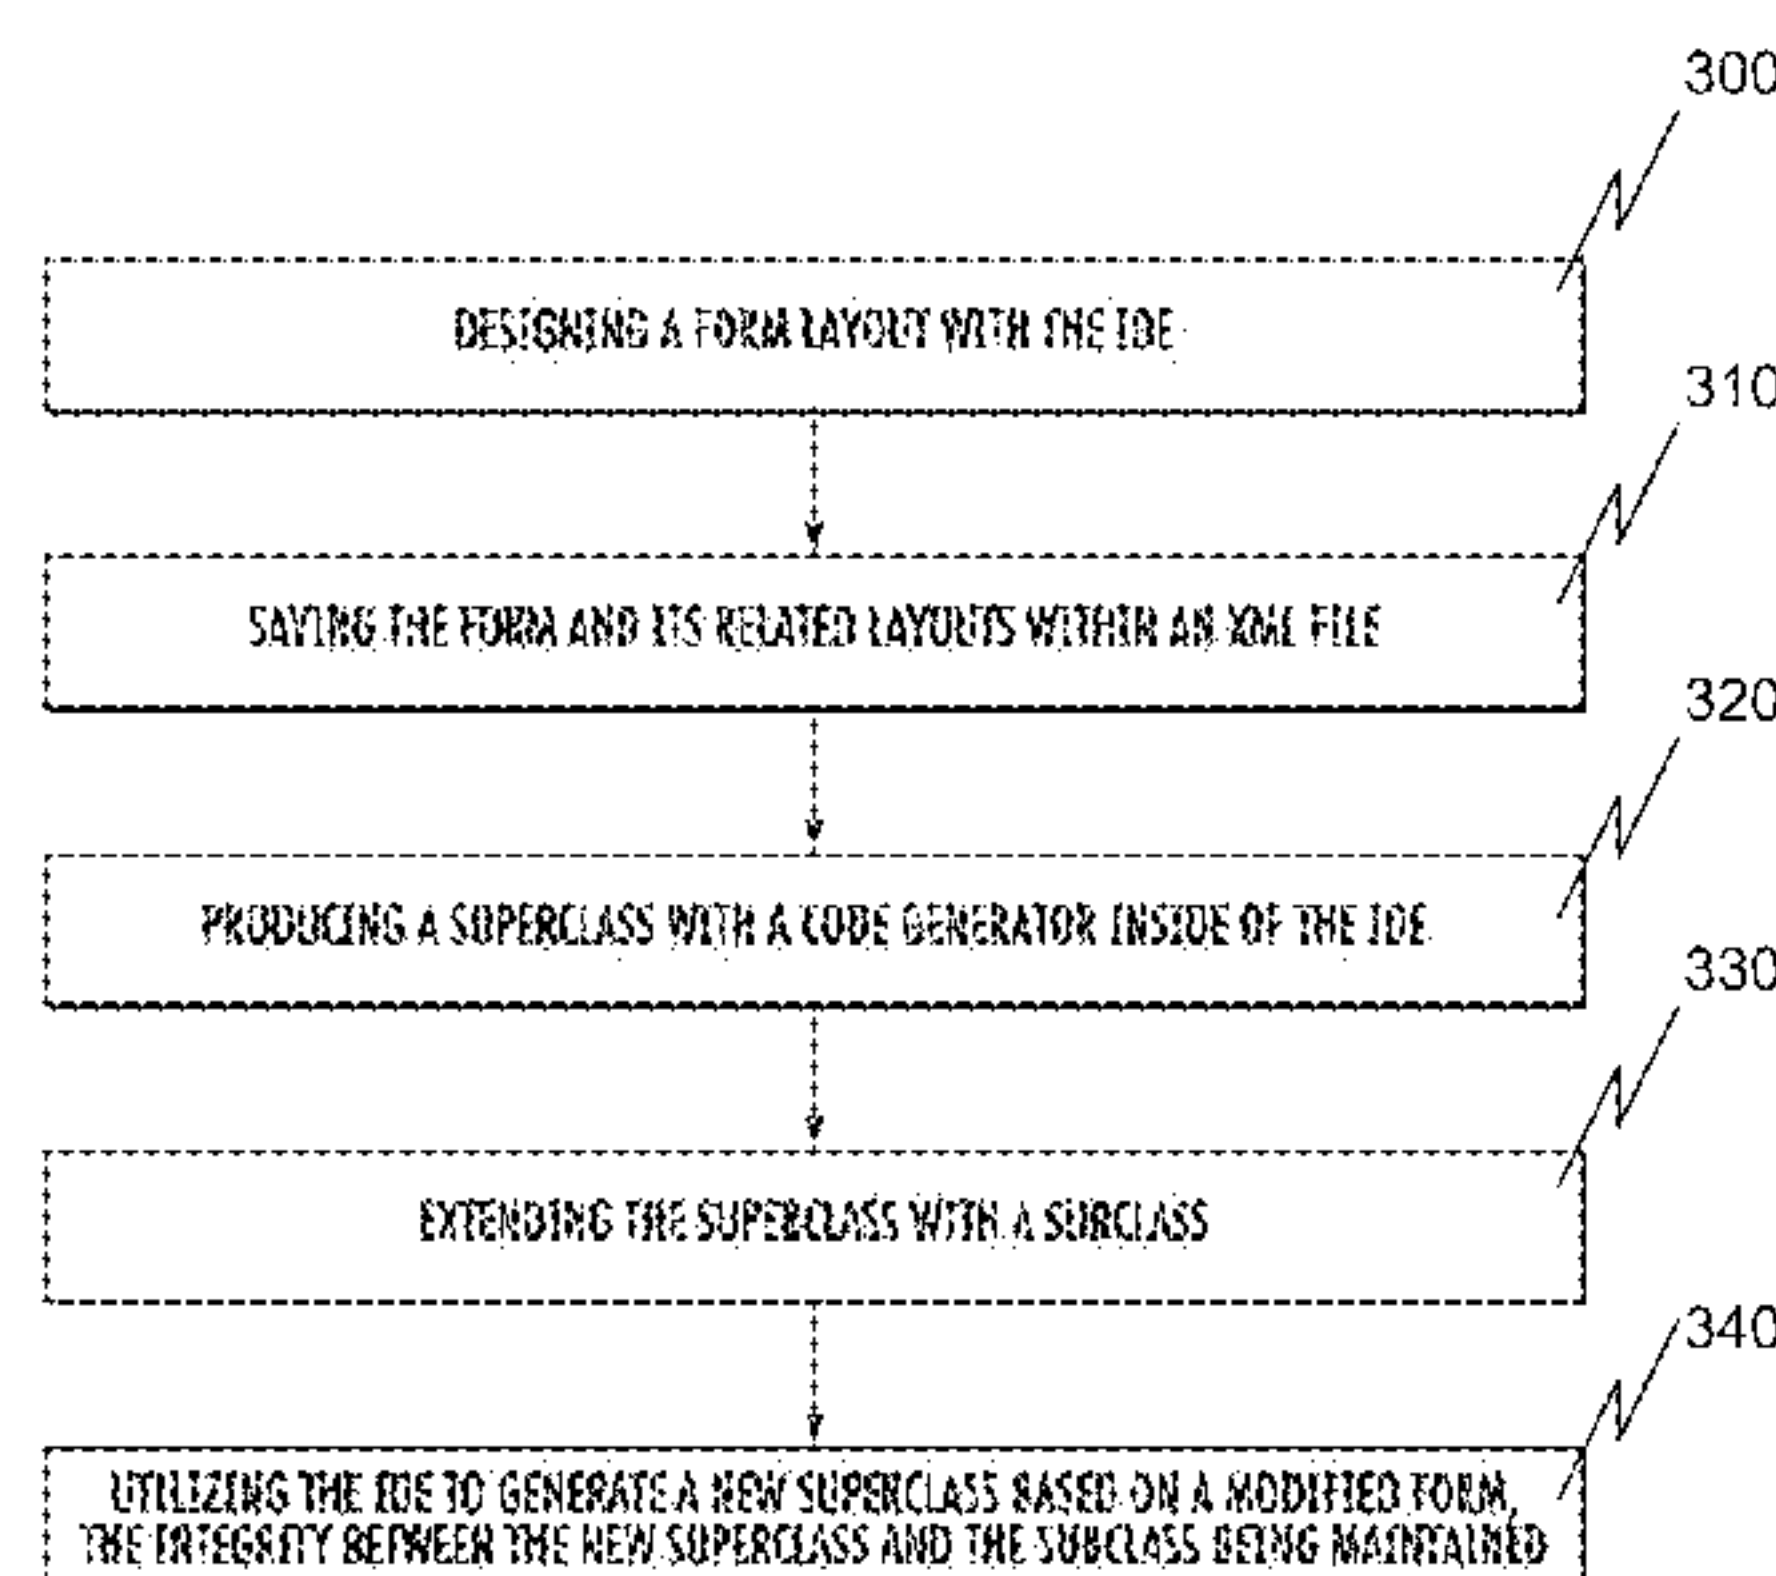 300
DESIGNING A FORM LAYOUT WITH THE IDE
310
SAVING THE FORM AND ITS RELATED LAYOUTS WITHIN AN XML FILE
320
PRODUCING A SUPERCLASS WITH A CODE GENERATOR INSIDE OF THE IDE
330
EXTENDING THE SUPERCLASS WITH A SUBCLASS
340
UTILIZING THE IDE TO GENERATE A NEW SUPERCLASS BASED ON A MODIFIED FORM,
THE INTEGRITY BETWEEN THE NEW SUPERCLASS AND THE SUBCLASS BEING MAINTAINED